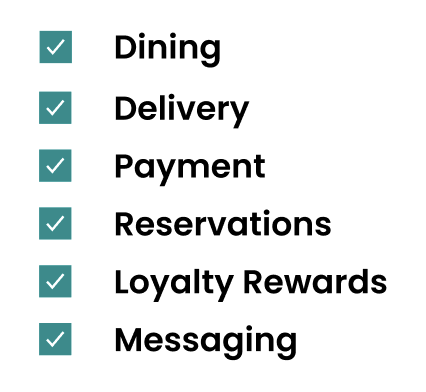 Dining
Delivery
Payment
Reservations
Loyalty Rewards
Messaging